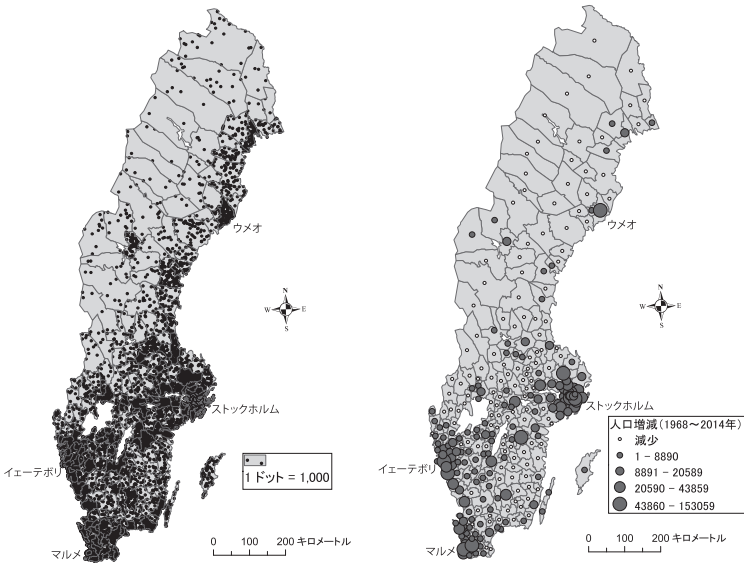 ウメオ
N
W E
S
ストックホルム
イェーテボリ
1 ドット = 1,000
マルメ
0 100 200 キロメートル
ウメオ
N
W E
S
ストックホルム
イェーテボリ
マルメ
人口増減(1968～2014年)
減少
1 - 8890
8891 - 20589
20590 - 43859
43860 - 153059
0 100 200 キロメートル